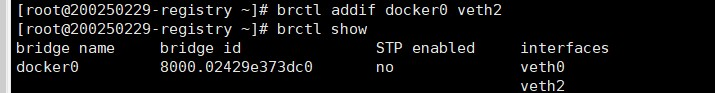 [root@200250229-registry ~]# brctl addif docker0 veth2
[root@200250229-registry ~]# brctl show
bridge name     bridge id               STP enabled     interfaces
docker0         8000.02429e373dc0       no              veth0
                                                        veth2